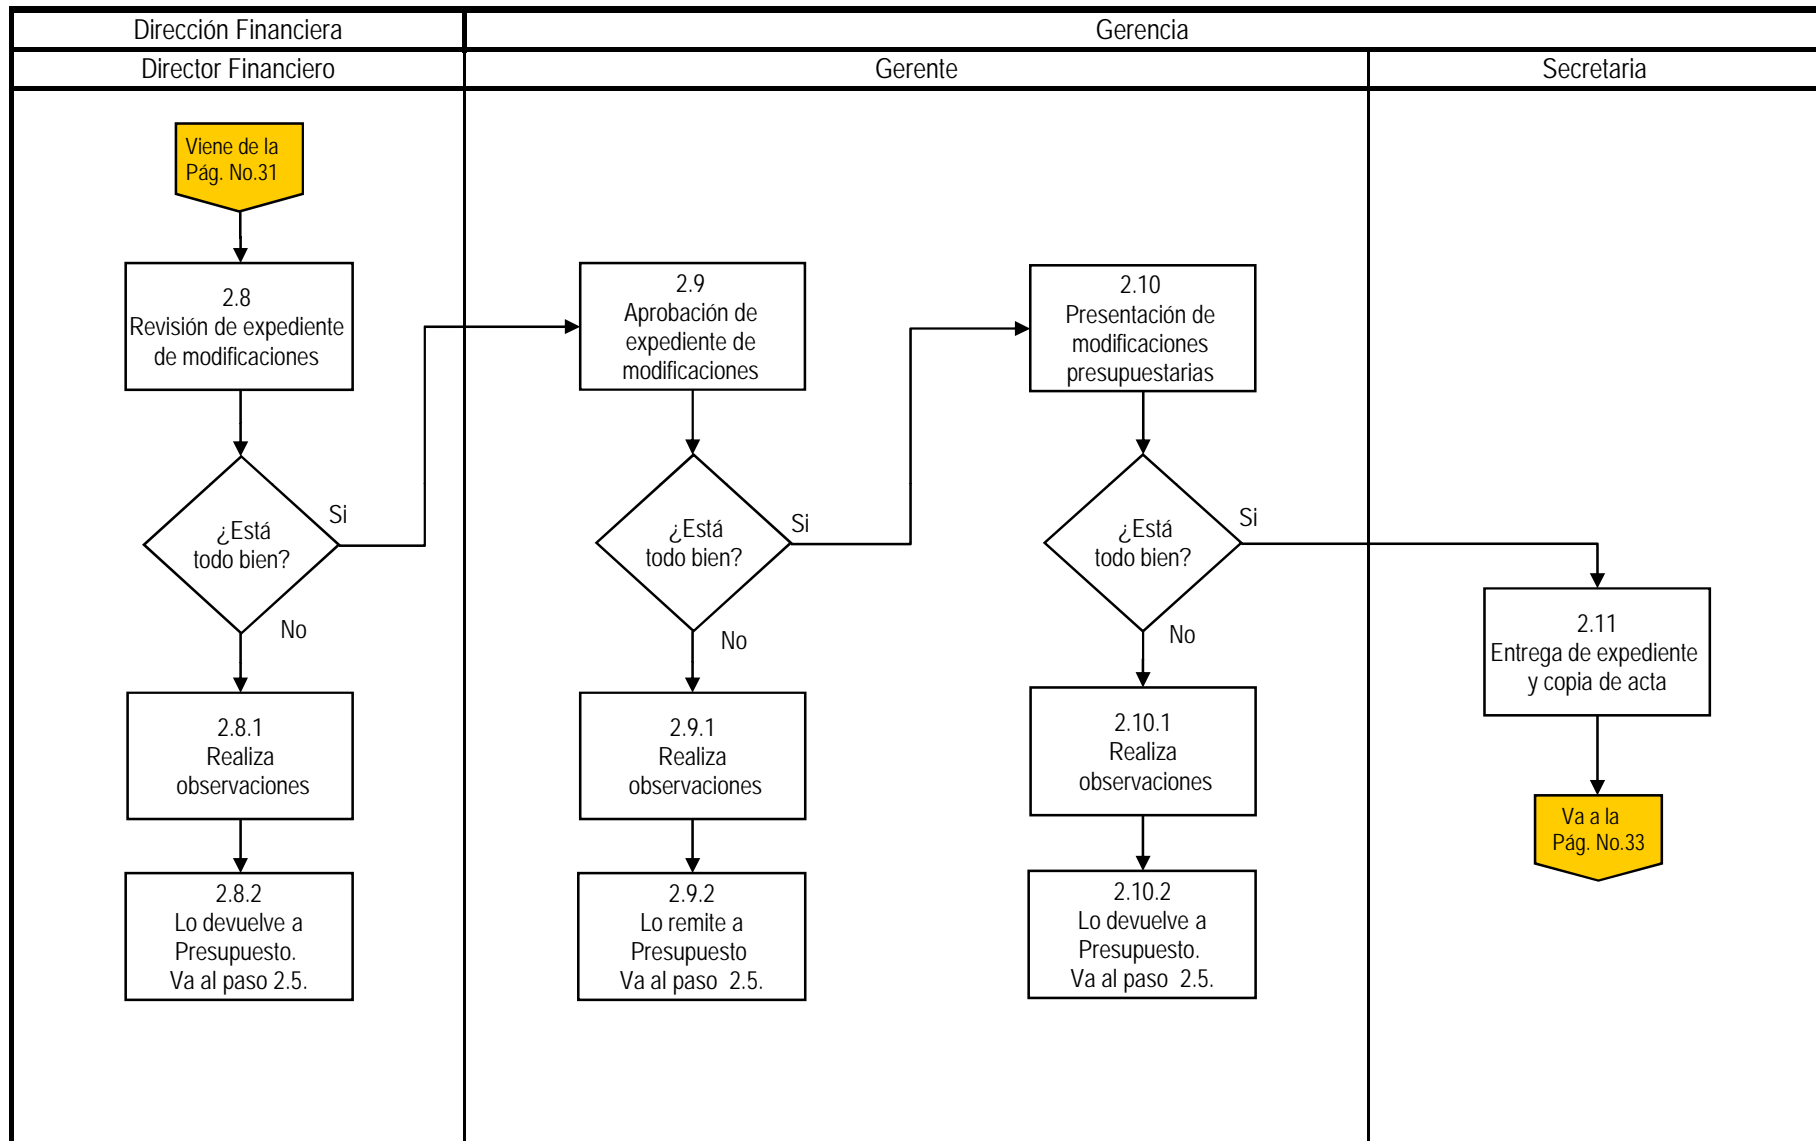 Dirección Financiera
Gerencia
Director Financiero
Gerente
Secretaria
Viene de la
Pág. No.31
2.8
Revisión de expediente
de modificaciones
¿Está
todo bien?
Si
No
2.8.1
Realiza
observaciones
2.8.2
Lo devuelve a
Presupuesto.
Va al paso 2.5.
2.9
Aprobación de
expediente de
modificaciones
¿Está
todo bien?
Si
No
2.9.1
Realiza
observaciones
2.9.2
Lo remite a
Presupuesto
Va al paso 2.5.
2.10
Presentación de
modificaciones
presupuestarias
¿Está
todo bien?
Si
No
2.10.1
Realiza
observaciones
2.10.2
Lo devuelve a
Presupuesto.
Va al paso 2.5.
2.11
Entrega de expediente
y copia de acta
Va a la
Pág. No.33